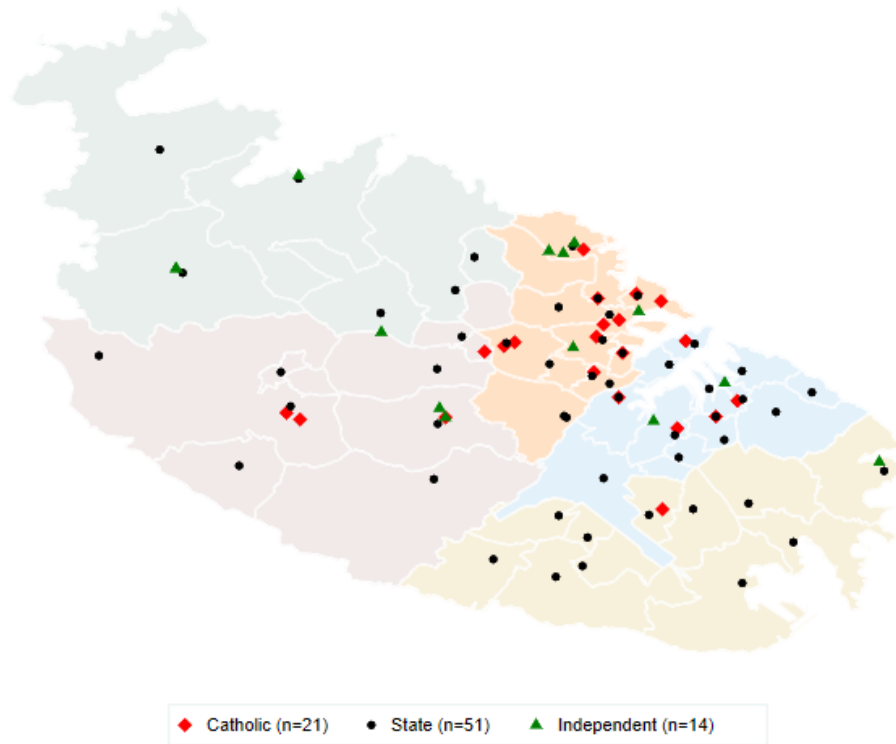 Catholic (n=21) State (n=51) Independent (n=14)